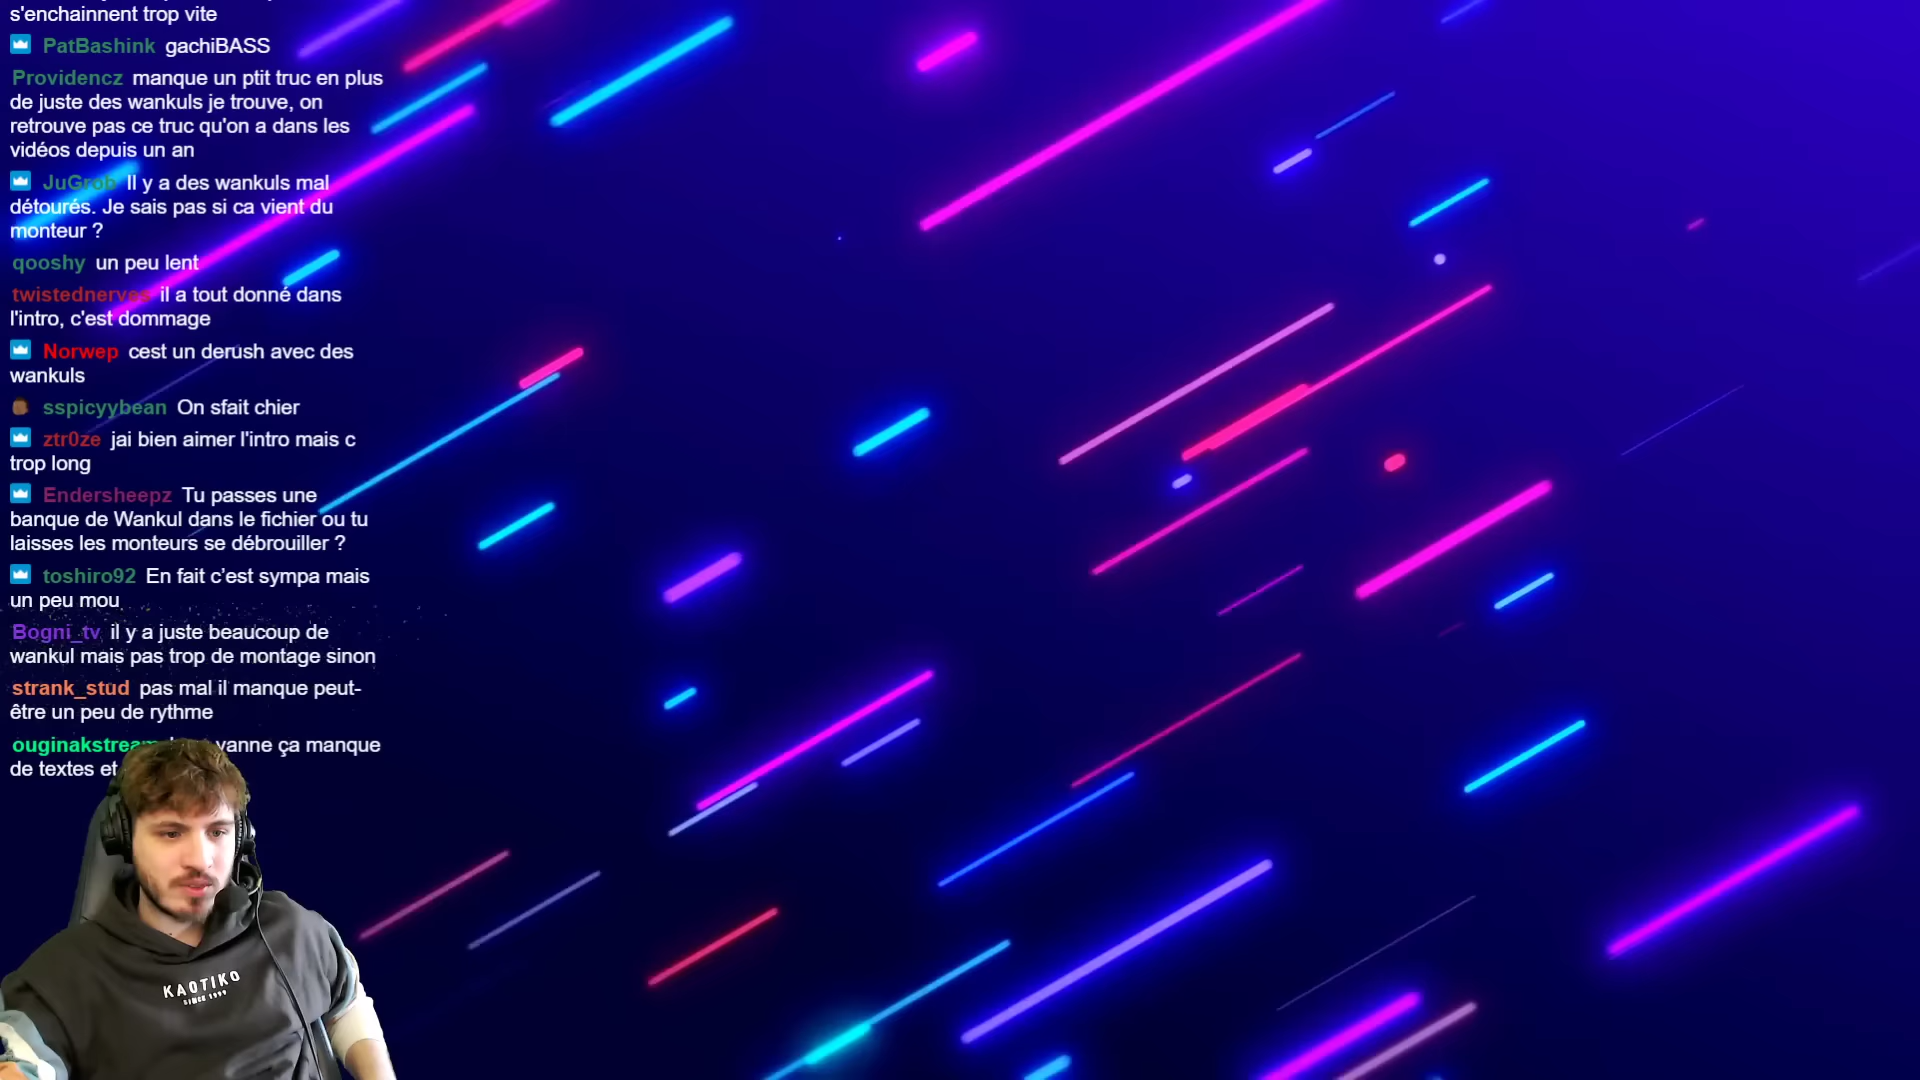 s'enchainnent trop vite
PatBashink gachiBASS
Providencz manque un ptit truc en plus
de juste des wankuls je trouve, on
retrouve pas ce truc qu'on a dans les
vidéos depuis un an
JuGrob Il y a des wankuls mal
détourés. Je sais pas si ca vient du
monteur ?
qooshy un peu lent
twistednerves il a tout donné dans
l'intro, c'est dommage
Norwep cest un derush avec des
wankuls
sspicyybean On sfait chier
ztr0ze jai bien aimer l'intro mais c
trop long
Endersheepz Tu passes une
banque de Wankul dans le fichier ou tu
laisses les monteurs se débrouiller ?
toshiro92 En fait c'est sympa mais
un peu mou
Bogni_tv il y a juste beaucoup de
wankul mais pas trop de montage sinon
strank_stud pas mal il manque peut-
être un peu de rythme
ouginakstream vanne ça manque
de textes et
KAOTIKO
SINCE 1999